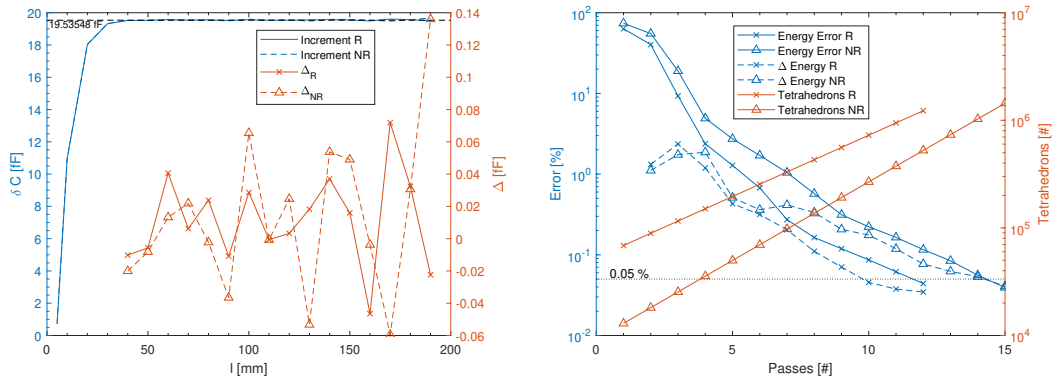 20
18
16
14
12
10
8
6
4
2
0
δ C [fF]
19.53548 fF
Increment R
Increment NR
Δ_R
Δ_NR
0.14
0.12
0.1
0.08
0.06
0.04
0.02
0
-0.02
-0.04
-0.06
Δ [fF]
0 50 100 150 200
l [mm]
10^2
10^1
10^0
10^-1
10^-2
Error [%]
0.05 %
Energy Error R
Energy Error NR
Δ Energy R
Δ Energy NR
Tetrahedrons R
Tetrahedrons NR
10^7
10^6
10^5
10^4
Tetrahedrons [#]
0 5 10 15
Passes [#]